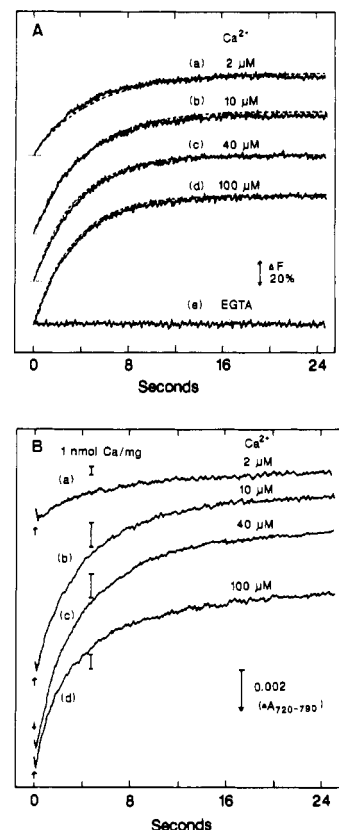 A
Ca2+
(a) 2 µM
(b) 10 µM
(c) 40 µM
(d) 100 µM
ΔF
20%
(e) EGTA
0 8 16 24
Seconds
B
1 nmol Ca/mg
Ca2+
(a) 2 µM
10 µM
(b)
40 µM
(c)
100 µM
(d)
0.002
(ΔA720-790)
0 8 16 24
Seconds